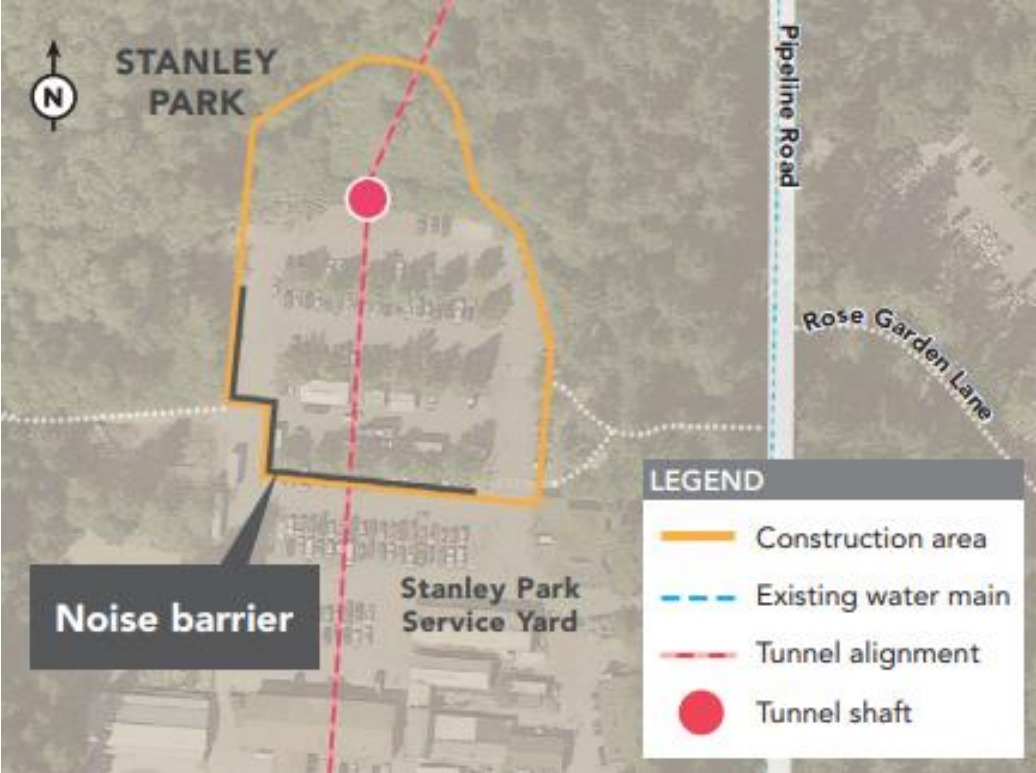 STANLEY
PARK
N
Pipeline Road
Rose Garden Lane
LEGEND
Construction area
Existing water main
Tunnel alignment
Tunnel shaft
Stanley Park
Service Yard
Noise barrier